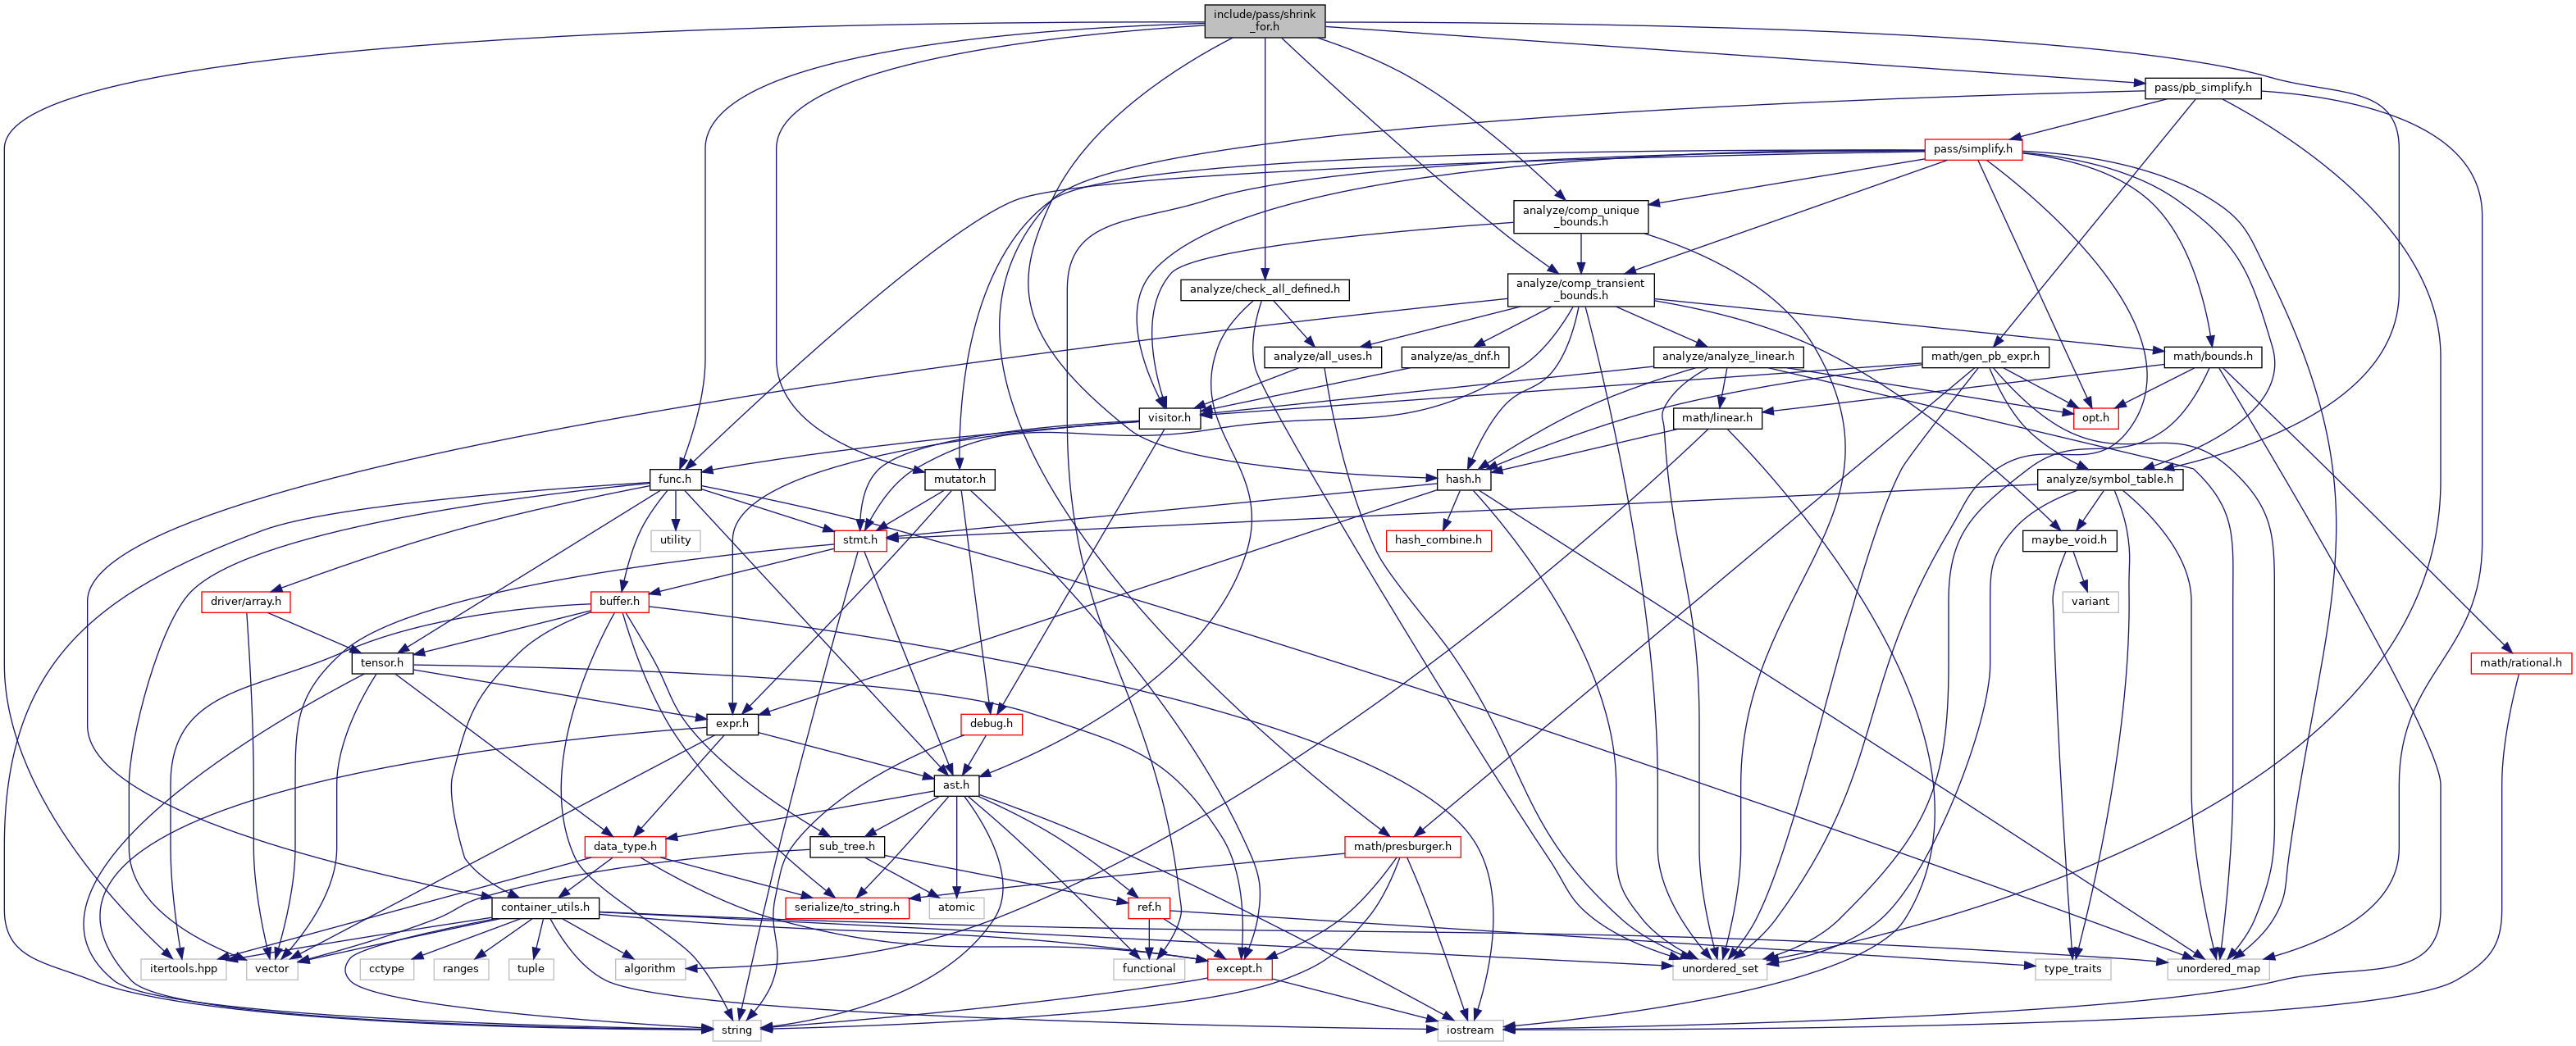 include/pass/shrink
_for.h
pass/pb_simplify.h
pass/simplify.h
analyze/comp_unique
_bounds.h
analyze/check_all_defined.h
analyze/comp_transient
_bounds.h
analyze/all_uses.h
analyze/as_dnf.h
analyze/analyze_linear.h
math/gen_pb_expr.h
math/bounds.h
visitor.h
math/linear.h
opt.h
func.h
mutator.h
hash.h
analyze/symbol_table.h
utility
stmt.h
hash_combine.h
maybe_void.h
driver/array.h
buffer.h
variant
tensor.h
math/rational.h
expr.h
debug.h
ast.h
data_type.h
sub_tree.h
math/presburger.h
container_utils.h
serialize/to_string.h
atomic
ref.h
itertools.hpp
vector
cctype
ranges
tuple
algorithm
functional
except.h
unordered_set
type_traits
unordered_map
string
iostream